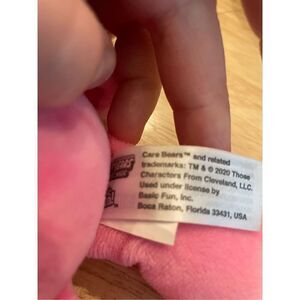 Care Bears™ and related
trademarks: TM & © 2020 Those
Characters From Cleveland, LLC.
Used under license by
Basic Fun, Inc.
Boca Raton, Florida 33431, USA